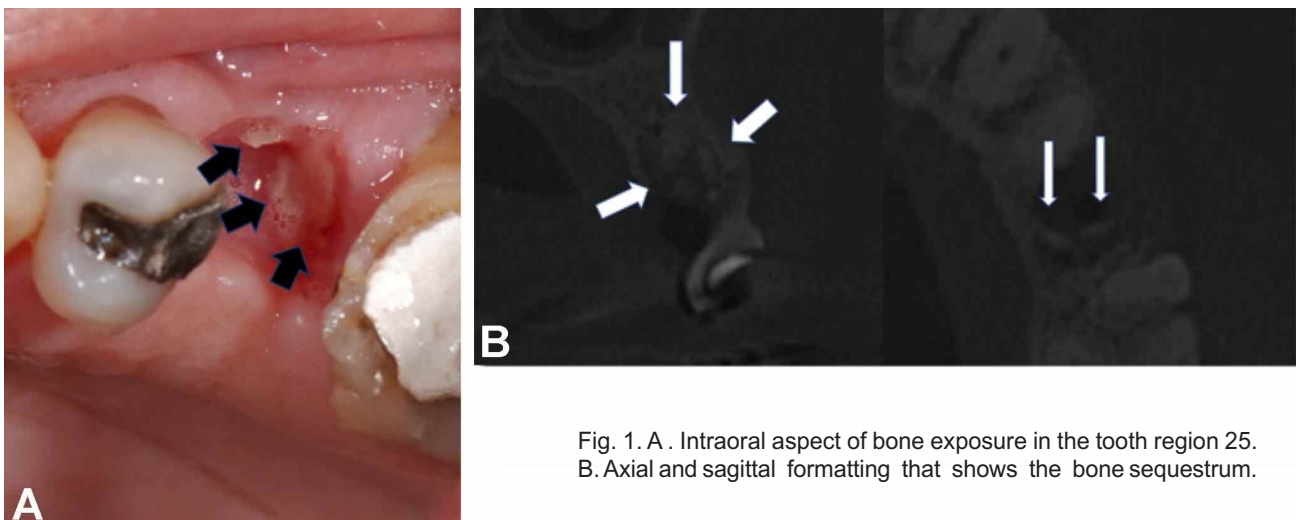 A
B
Fig. 1. A . Intraoral aspect of bone exposure in the tooth region 25.
B. Axial and sagittal formatting that shows the bone sequestrum.